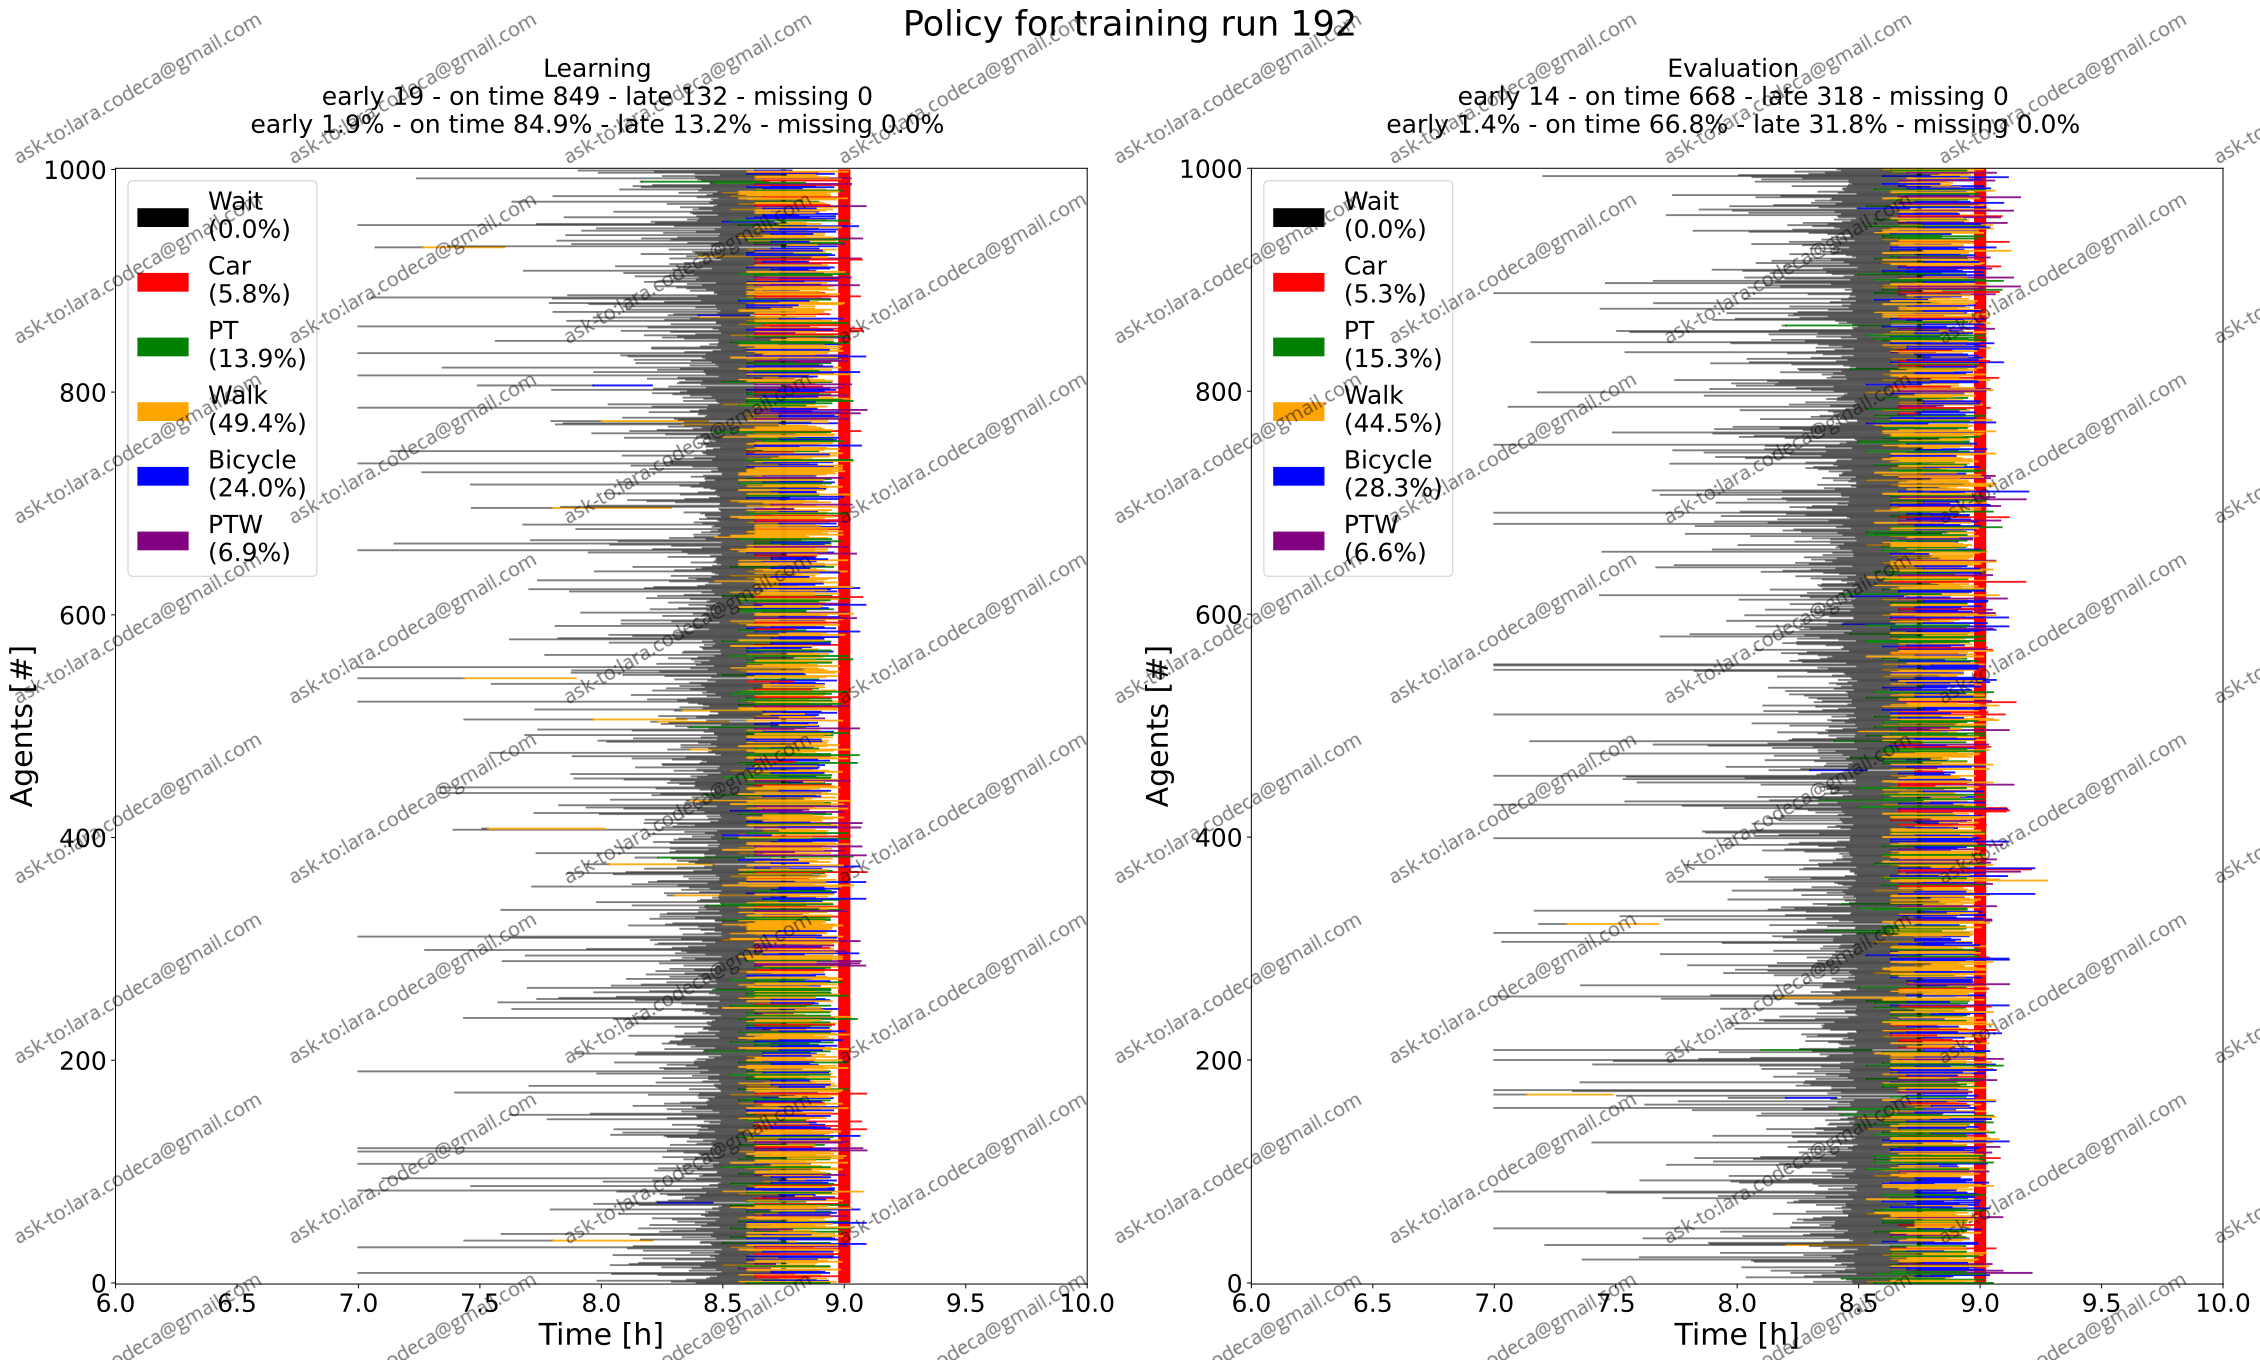 Policy for training run 192
Learning
early 19 - on time 849 - late 132 - missing 0
early 1.9% - on time 84.9% - late 13.2% - missing 0.0%
1000
800
600
400
200
0
Agents [#]
Wait
(0.0%)
Car
(5.8%)
PT
(13.9%)
Walk
(49.4%)
Bicycle
(24.0%)
PTW
(6.9%)
6.0 6.5 7.0 7.5 8.0 8.5 9.0 9.5 10.0
Time [h]
Evaluation
early 14 - on time 668 - late 318 - missing 0
early 1.4% - on time 66.8% - late 31.8% - missing 0.0%
1000
800
600
400
200
0
Agents [#]
Wait
(0.0%)
Car
(5.3%)
PT
(15.3%)
Walk
(44.5%)
Bicycle
(28.3%)
PTW
(6.6%)
6.0 6.5 7.0 7.5 8.0 8.5 9.0 9.5 10.0
Time [h]
ask-to:lara.codeca@gmail.com